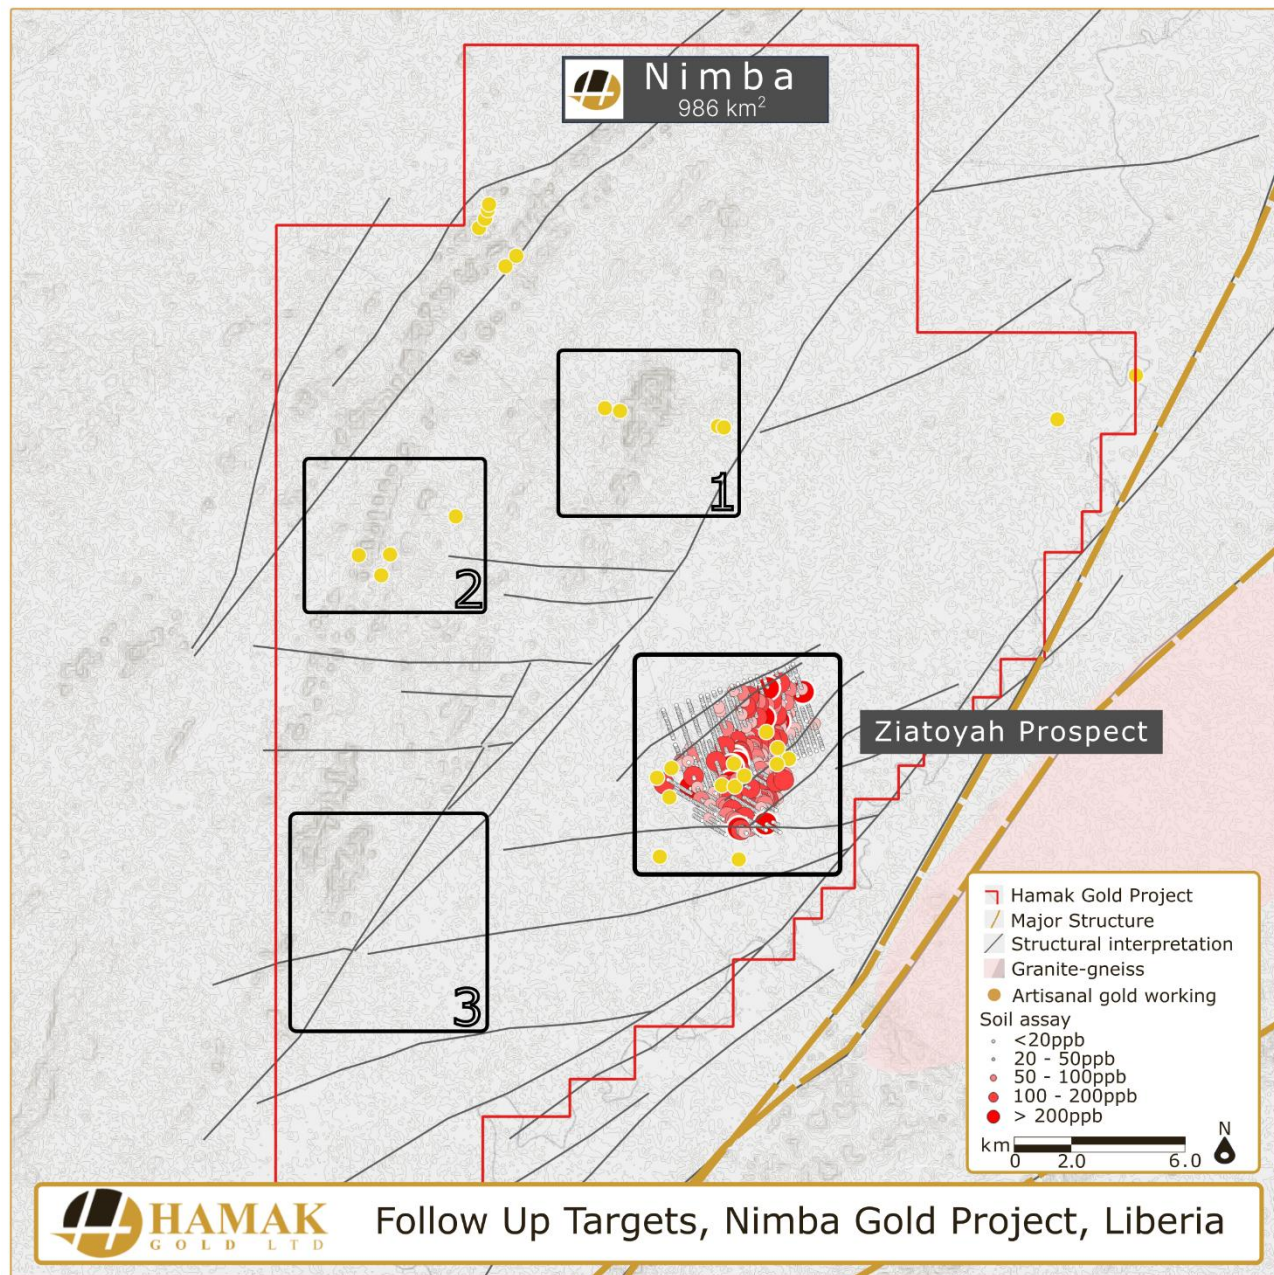 Nimba
986 km²
1
2
Ziatoyah Prospect
3
Hamak Gold Project
Major Structure
Structural interpretation
Granite-gneiss
Artisanal gold working
Soil assay
<20ppb
20 - 50ppb
50 - 100ppb
100 - 200ppb
> 200ppb
N
km
0 2.0 6.0
HAMAK
GOLD LTD
Follow Up Targets, Nimba Gold Project, Liberia